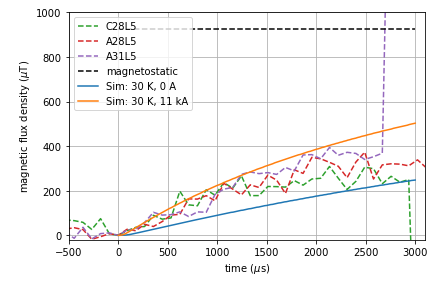 1000
800
600
400
200
0
magnetic flux density (μT)
C28L5
A28L5
A31L5
magnetostatic
Sim: 30 K, 0 A
Sim: 30 K, 11 kA
−500 0 500 1000 1500 2000 2500 3000
time (μs)